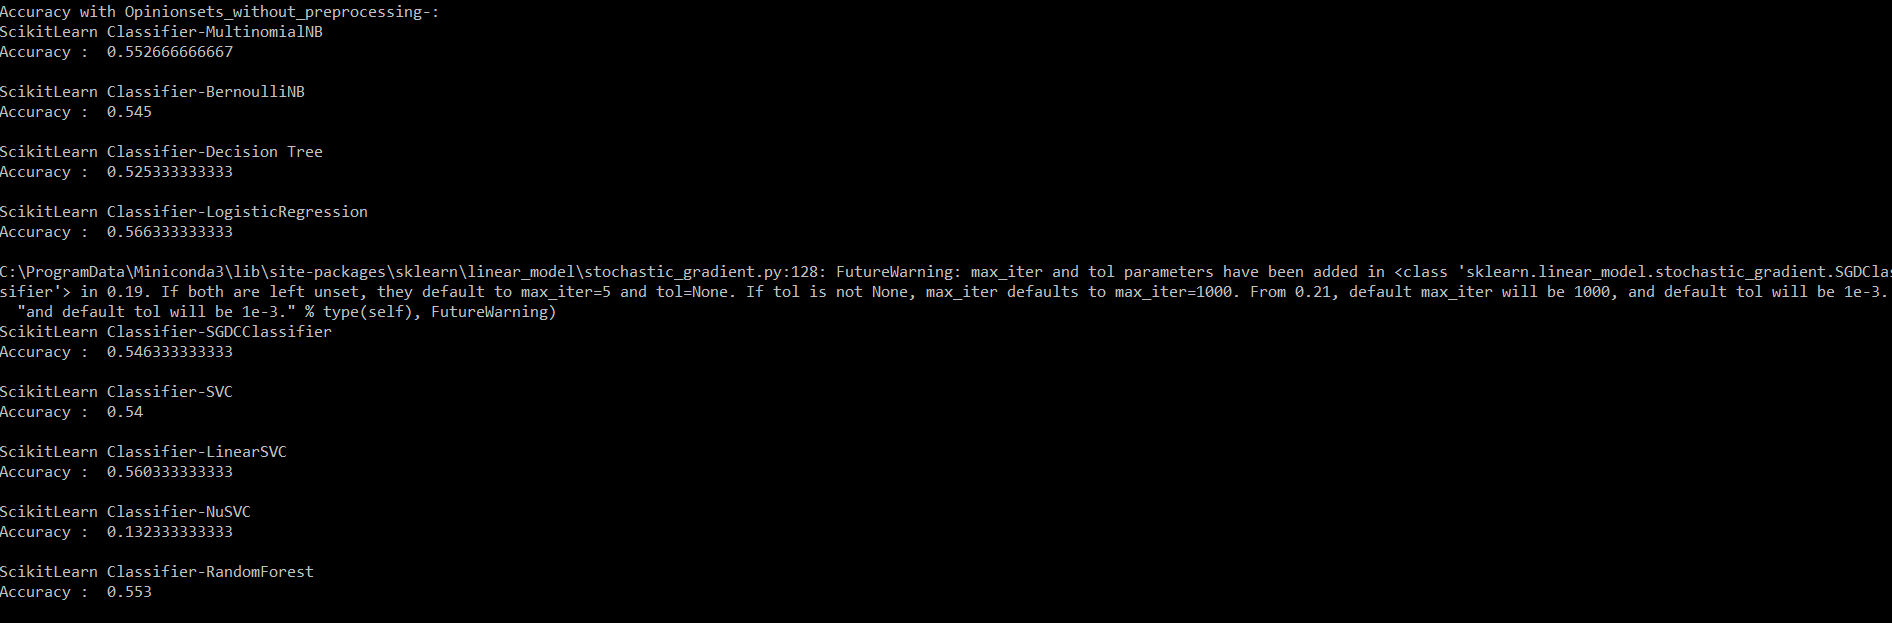 Accuracy with Opinionsets_without_preprocessing-:
ScikitLearn Classifier-MultinomialNB
Accuracy :  0.552666666667
ScikitLearn Classifier-BernoulliNB
Accuracy :  0.545
ScikitLearn Classifier-Decision Tree
Accuracy :  0.525333333333
ScikitLearn Classifier-LogisticRegression
Accuracy :  0.566333333333
C:\ProgramData\Miniconda3\lib\site-packages\sklearn\linear_model\stochastic_gradient.py:128: FutureWarning: max_iter and tol parameters have been added in <class 'sklearn.linear_model.stochastic_gradient.SGDClas
sifier'> in 0.19. If both are left unset, they default to max_iter=5 and tol=None. If tol is not None, max_iter defaults to max_iter=1000. From 0.21, default max_iter will be 1000, and default tol will be 1e-3.
  "and default tol will be 1e-3." % type(self), FutureWarning)
ScikitLearn Classifier-SGDCClassifier
Accuracy :  0.546333333333
ScikitLearn Classifier-SVC
Accuracy :  0.54
ScikitLearn Classifier-LinearSVC
Accuracy :  0.560333333333
ScikitLearn Classifier-NuSVC
Accuracy :  0.132333333333
ScikitLearn Classifier-RandomForest
Accuracy :  0.553